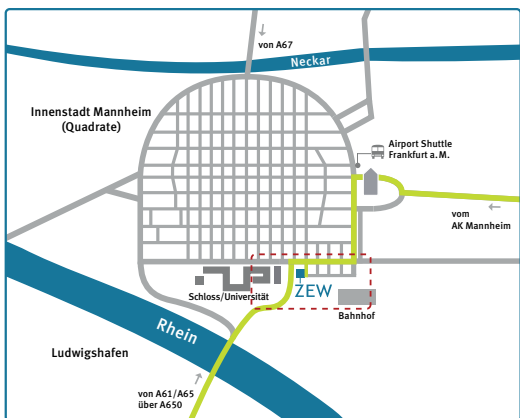 von A67
Neckar
Innenstadt Mannheim
(Quadrate)
Airport Shuttle
Frankfurt a.M.
vom
AK Mannheim
Schloss/Universität
ZEW
Bahnhof
Rhein
Ludwigshafen
von A61/A65
über A650